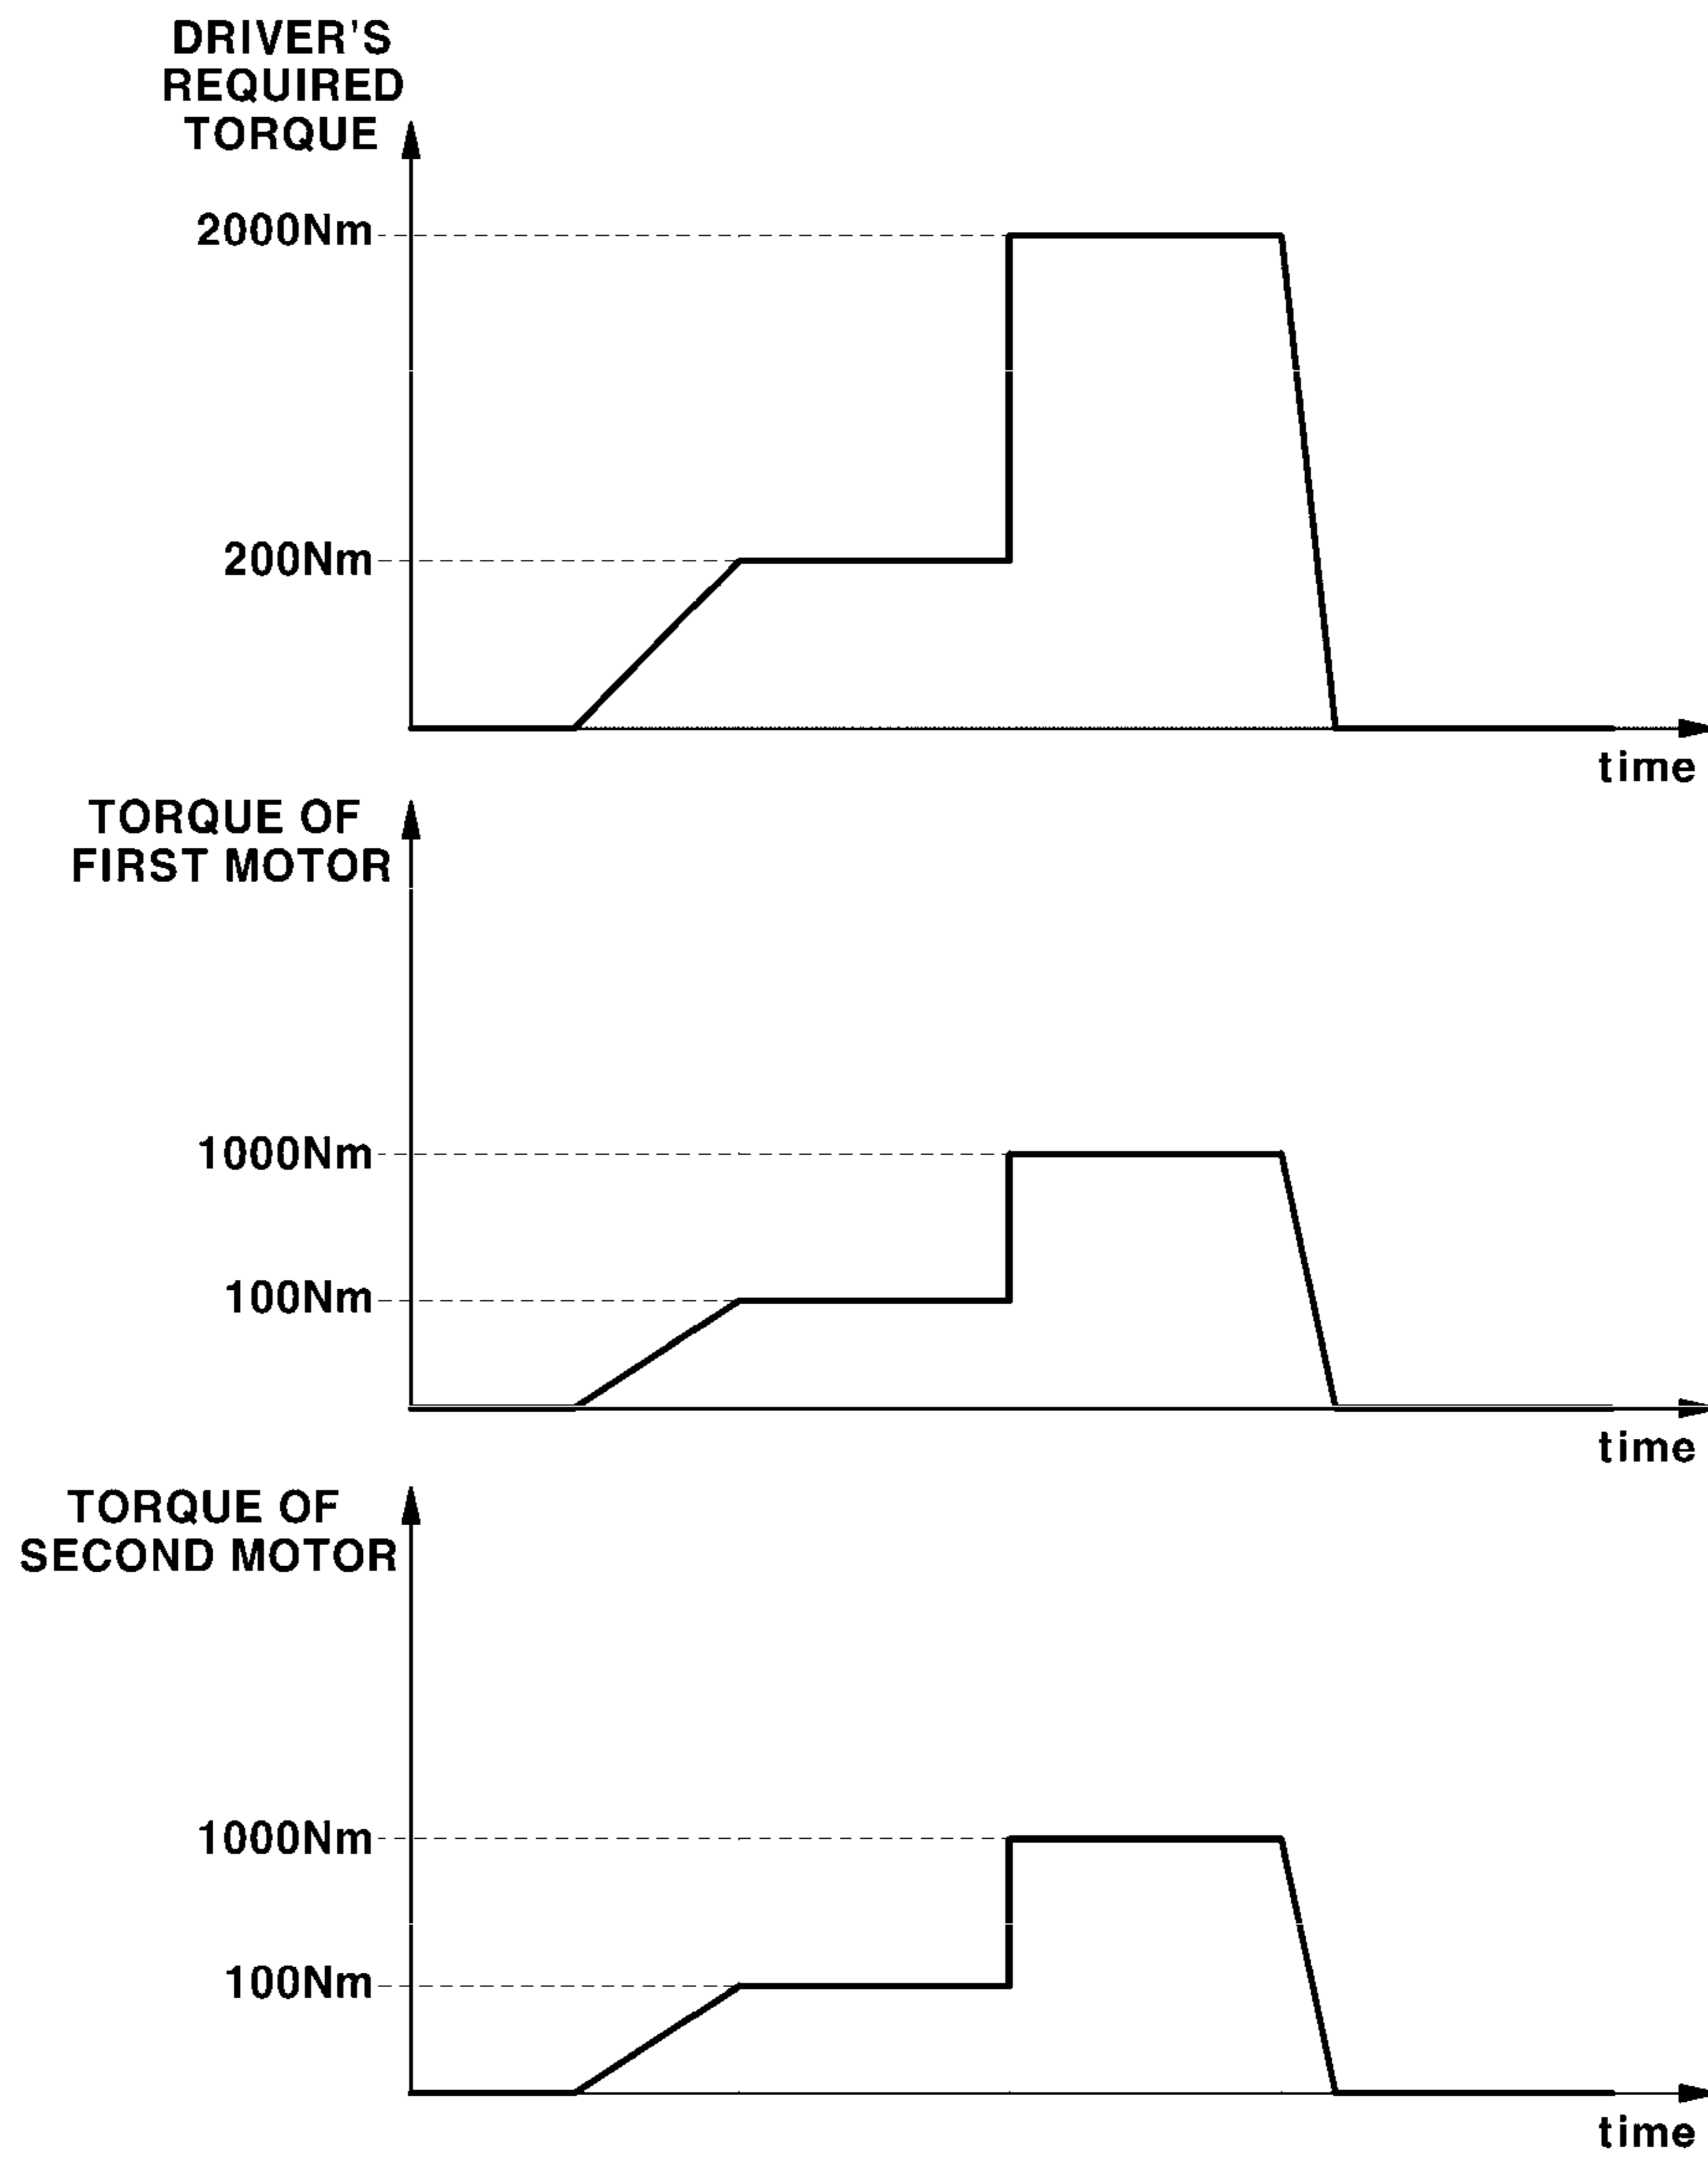 DRIVER'S
REQUIRED
TORQUE
2000Nm
200Nm
time
TORQUE OF
FIRST MOTOR
1000Nm
100Nm
time
TORQUE OF
SECOND MOTOR
1000Nm
100Nm
time